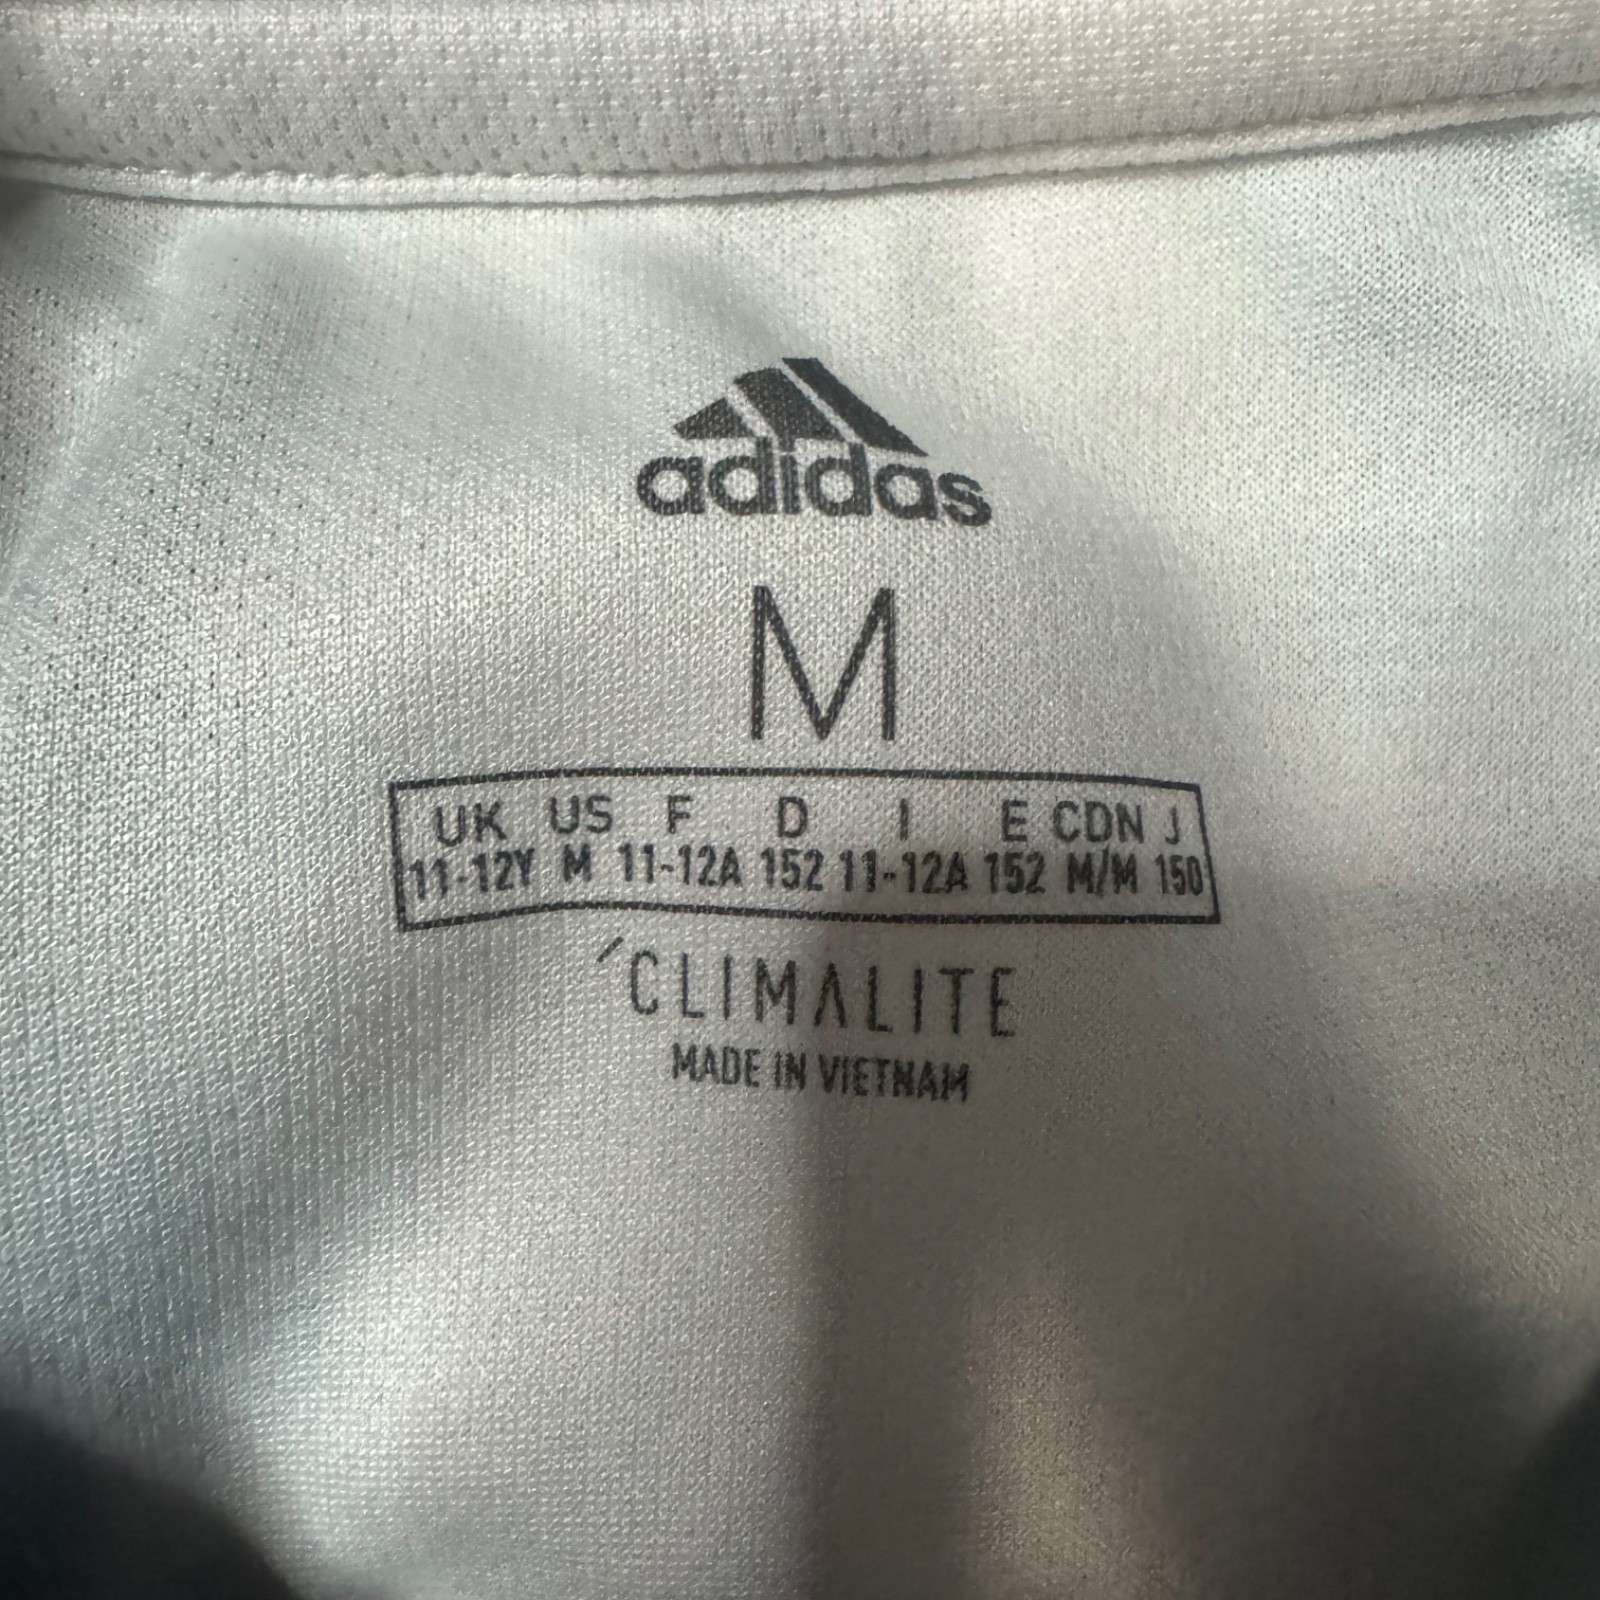 adidas
M
UK US F D I E CDN J
11-12Y M 11-12A 152 11-12A 152 M/M 150
´CLIMALITE
MADE IN VIETNAM